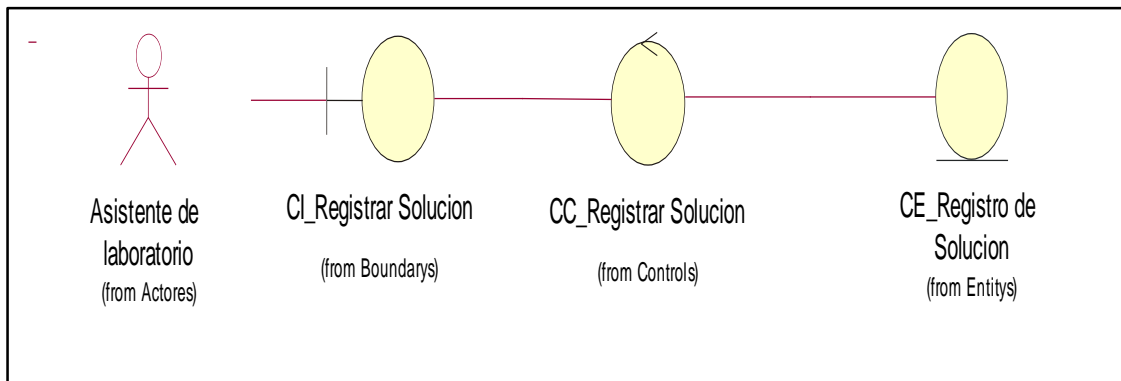 Asistente de
laboratorio
(from Actores)
CI_Registrar Solucion
(from Boundarys)
CC_Registrar Solucion
(from Controls)
CE_Registro de
Solucion
(from Entitys)